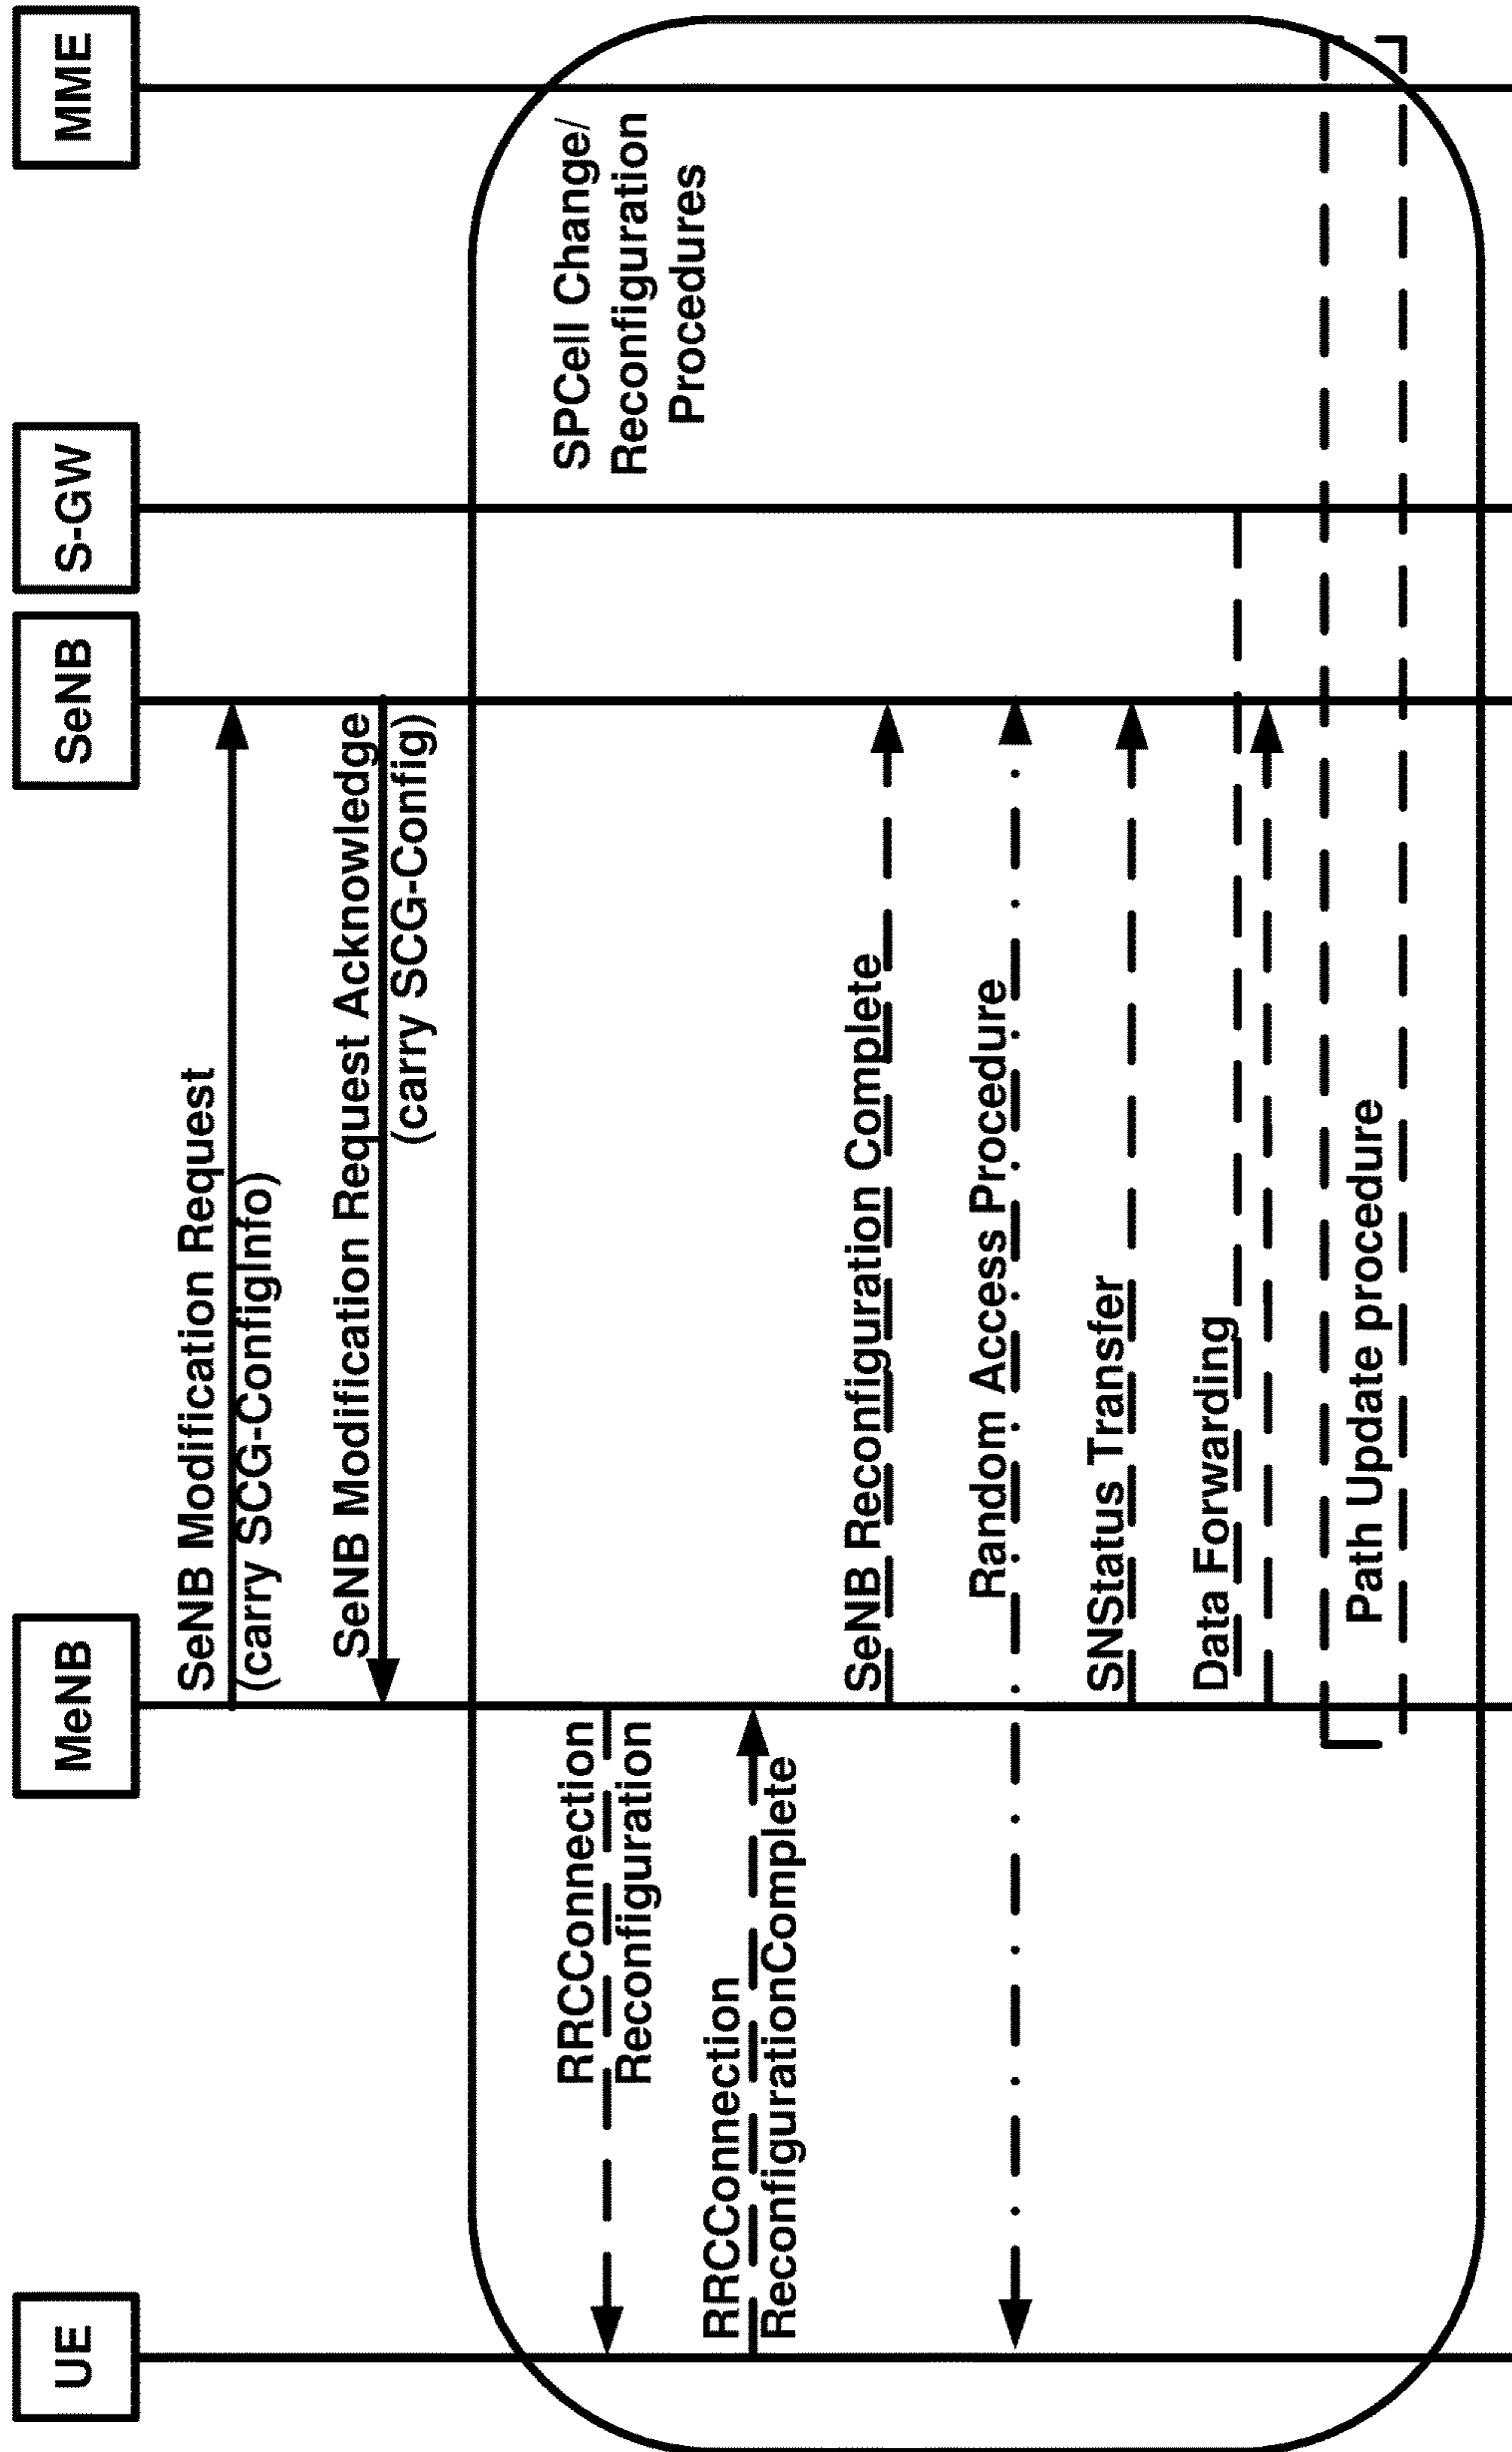 UE
MeNB
SeNB
S-GW
MME
SeNB Modification Request
(carry SCG-ConfigInfo)
SeNB Modification Request Acknowledge
(carry SCG-Config)
SPCell Change/
Reconfiguration
Procedures
RRCConnection
Reconfiguration
RRCConnection
ReconfigurationComplete
SeNB Reconfiguration Complete
Random Access Procedure
SNStatus Transfer
Data Forwarding
Path Update procedure